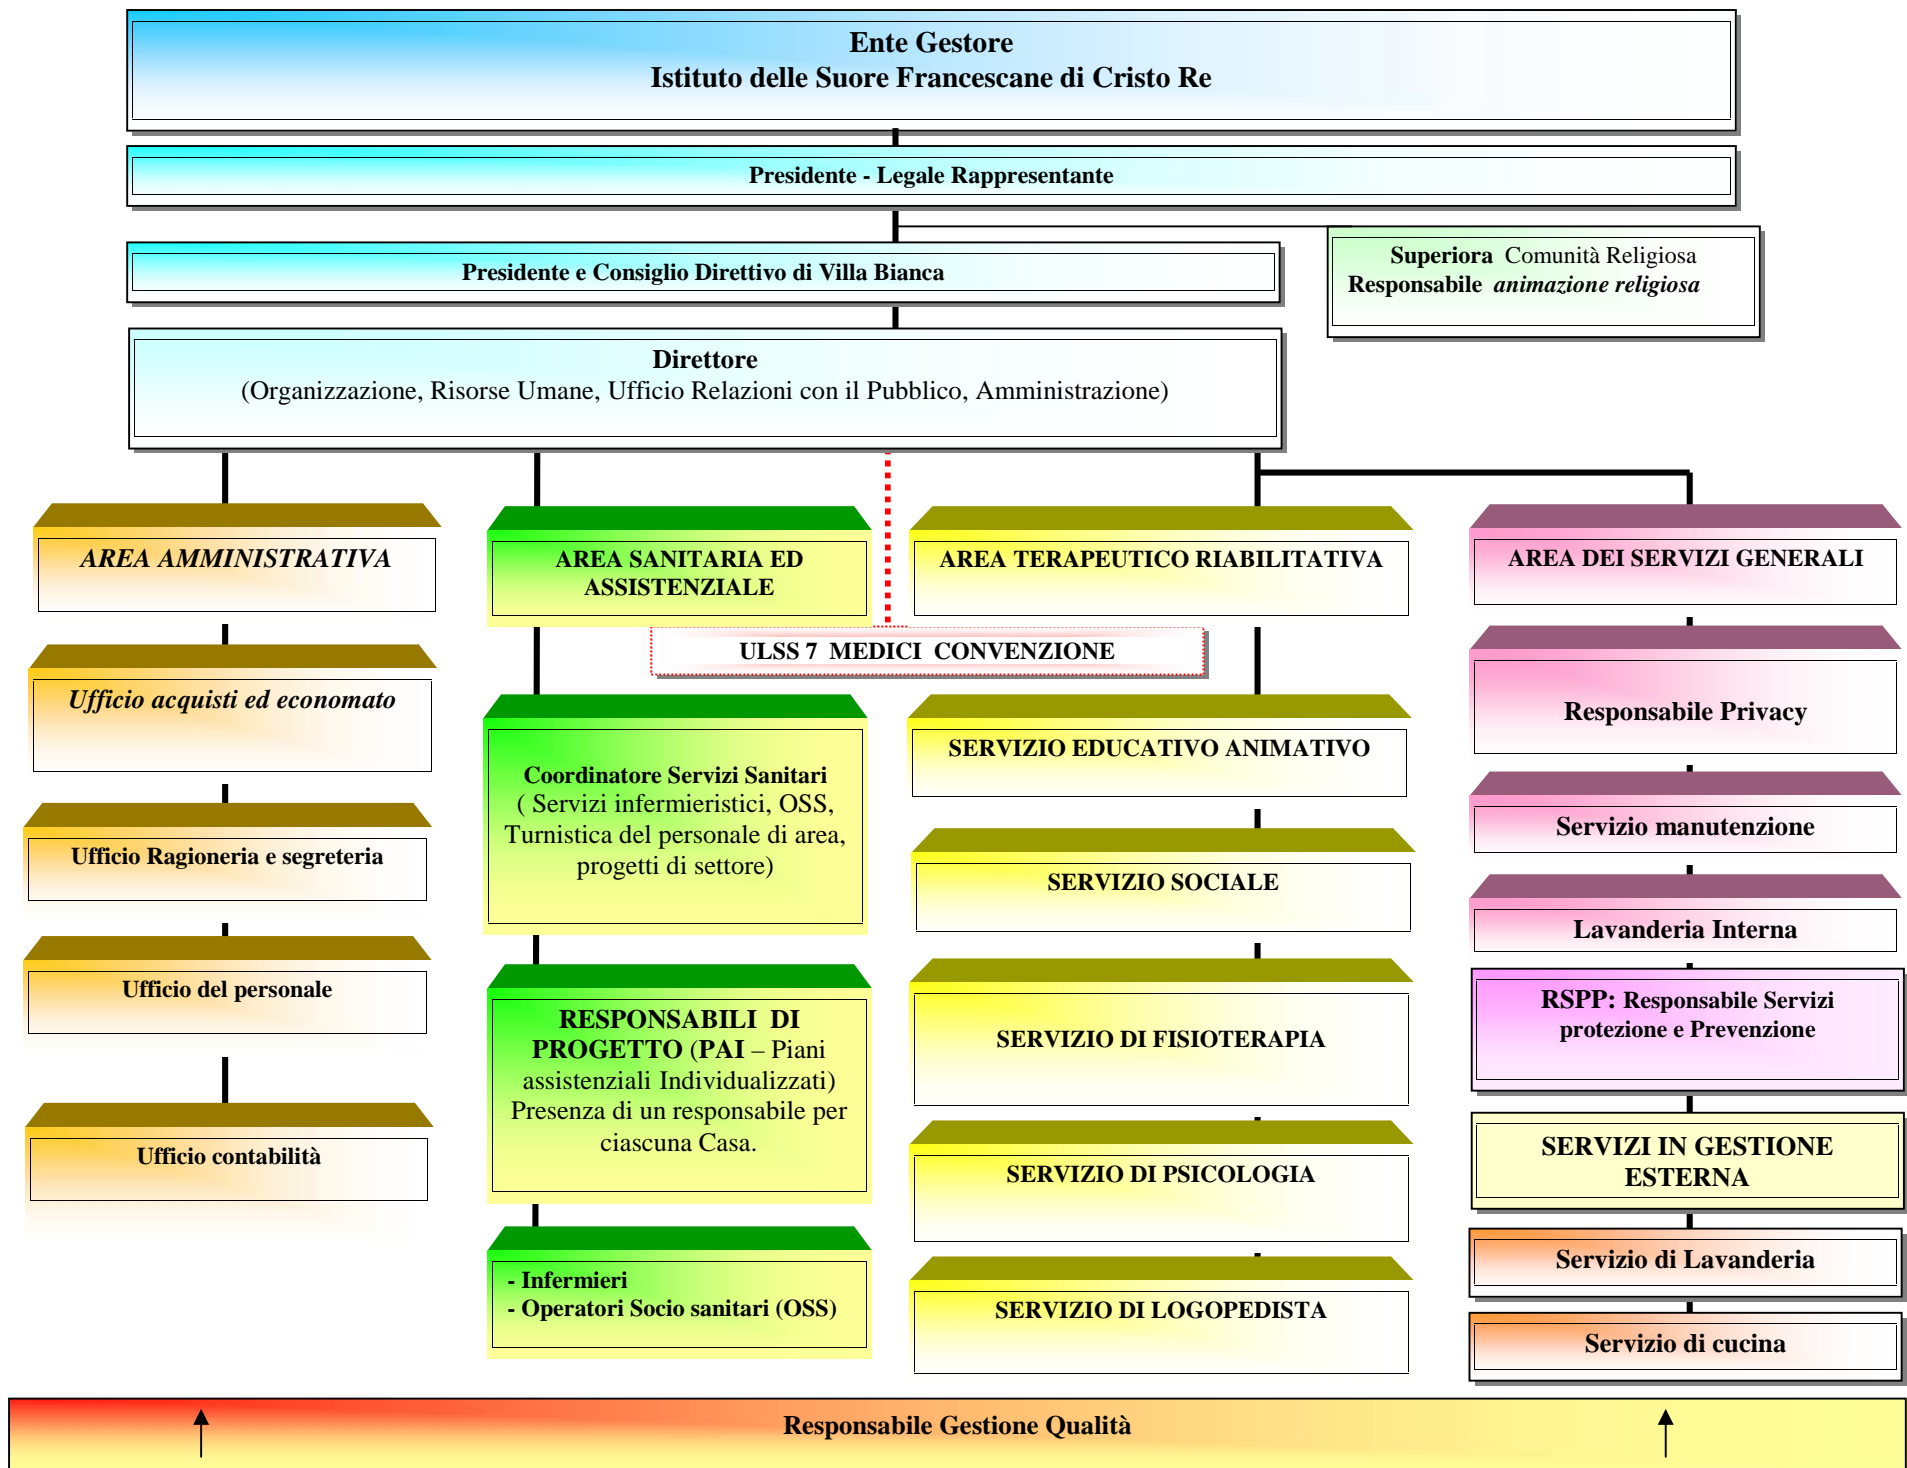 Ente Gestore
Istituto delle Suore Francescane di Cristo Re
Presidente - Legale Rappresentante
Presidente e Consiglio Direttivo di Villa Bianca
Superiora Comunità Religiosa
Responsabile animazione religiosa
Direttore
(Organizzazione, Risorse Umane, Ufficio Relazioni con il Pubblico, Amministrazione)
AREA AMMINISTRATIVA
Ufficio acquisti ed economato
Ufficio Ragioneria e segreteria
Ufficio del personale
Ufficio contabilità
AREA SANITARIA ED
ASSISTENZIALE
ULSS 7 MEDICI CONVENZIONE
Coordinatore Servizi Sanitari
( Servizi infermieristici, OSS,
Turnistica del personale di area,
progetti di settore)
RESPONSABILI DI
PROGETTO (PAI – Piani
assistenziali Individualizzati)
Presenza di un responsabile per
ciascuna Casa.
- Infermieri
- Operatori Socio sanitari (OSS)
AREA TERAPEUTICO RIABILITATIVA
SERVIZIO EDUCATIVO ANIMATIVO
SERVIZIO SOCIALE
SERVIZIO DI FISIOTERAPIA
SERVIZIO DI PSICOLOGIA
SERVIZIO DI LOGOPEDISTA
AREA DEI SERVIZI GENERALI
Responsabile Privacy
Servizio manutenzione
Lavanderia Interna
RSPP: Responsabile Servizi
protezione e Prevenzione
SERVIZI IN GESTIONE
ESTERNA
Servizio di Lavanderia
Servizio di cucina
Responsabile Gestione Qualità